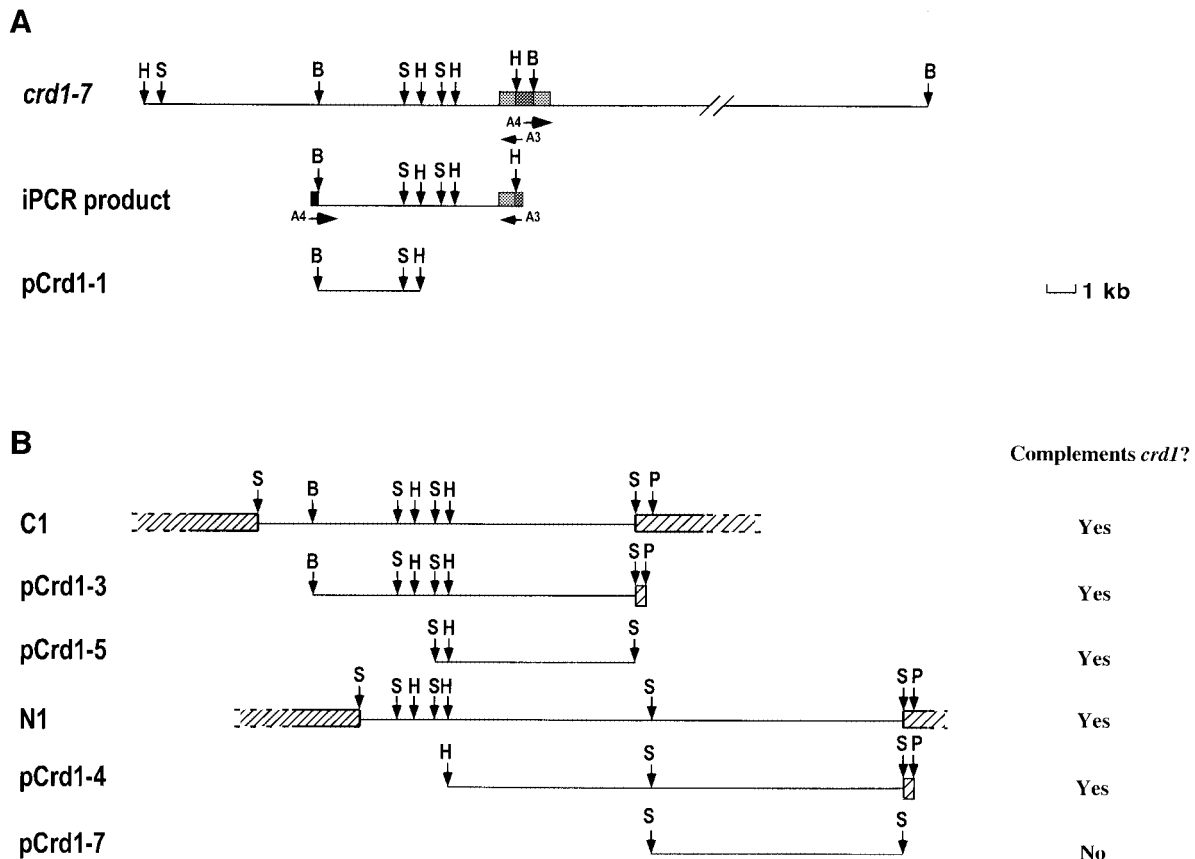 A
H S B S H S H H B B
crd1-7
A4
A3
B S H S H H
iPCR product
A4 A3
B S H
pCrd1-1
1 kb
B
Complements crd1?
S B S H S H S P
C1 Yes
B S H S H S P
pCrd1-3 Yes
S H S
pCrd1-5 Yes
S S H S H S S P
N1 Yes
H S S P
pCrd1-4 Yes
S S
pCrd1-7 No